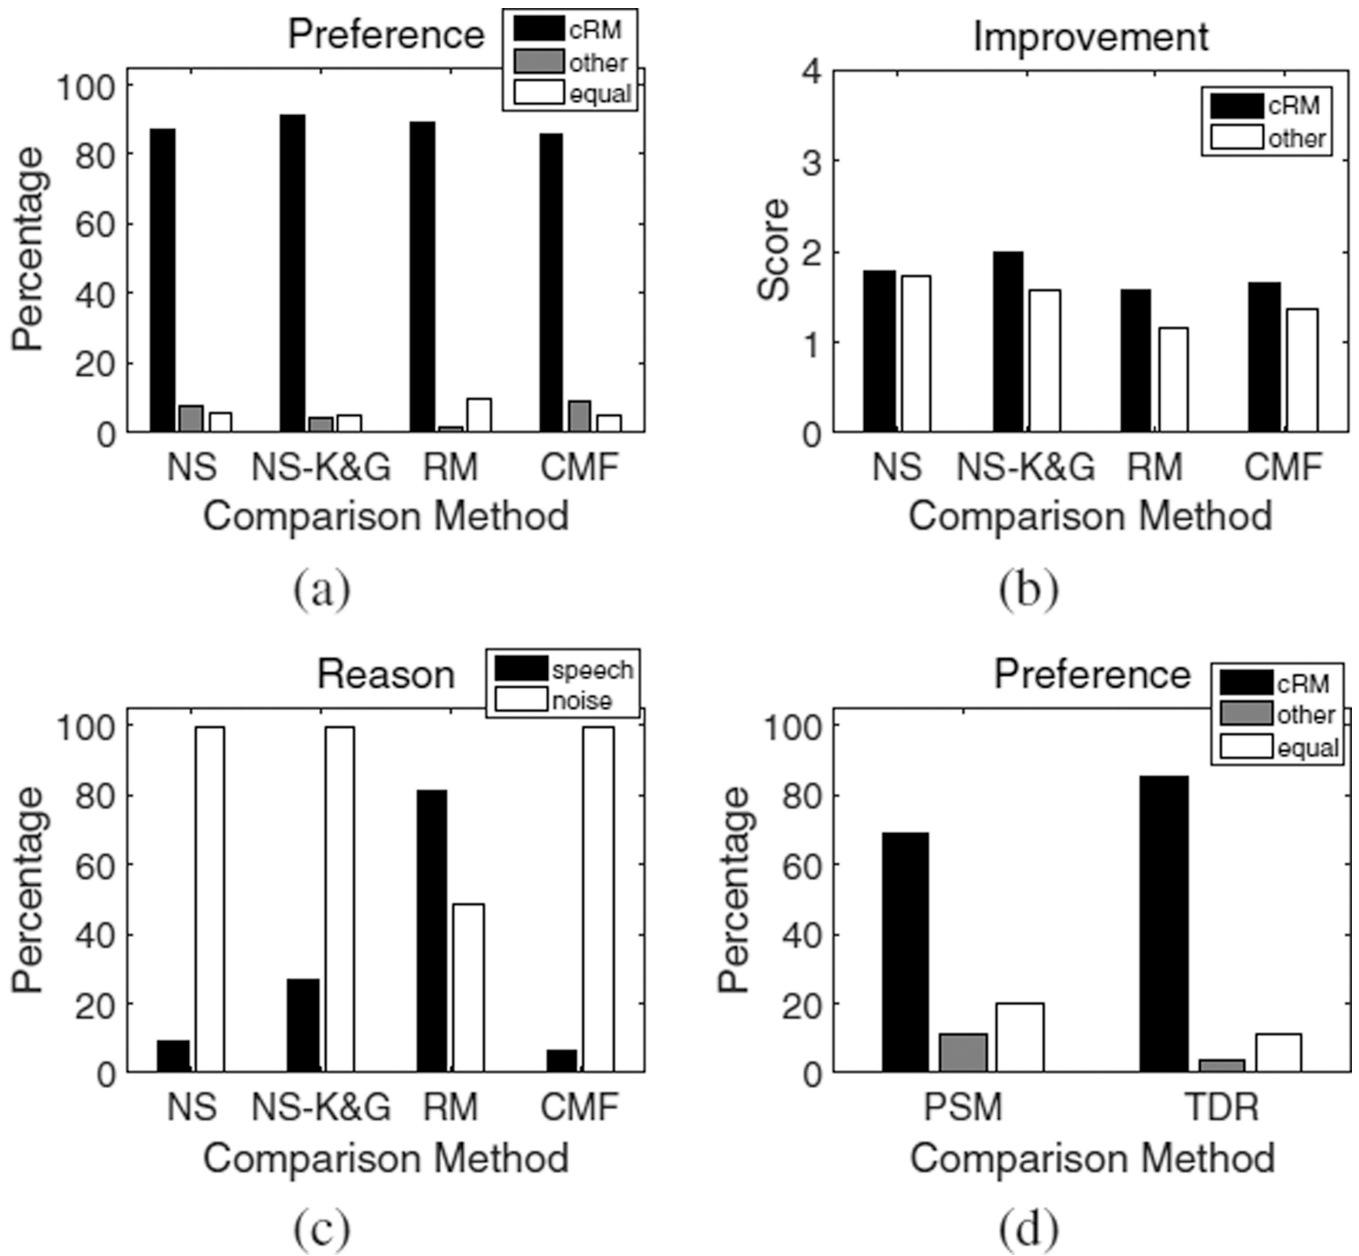 Preference
cRM
other
equal
100
80
60
40
20
0
Percentage
NS NS-K&G RM CMF
Comparison Method
(a)
Improvement
cRM
other
4
3
2
1
0
Score
NS NS-K&G RM CMF
Comparison Method
(b)
Reason
speech
noise
100
80
60
40
20
0
Percentage
NS NS-K&G RM CMF
Comparison Method
(c)
Preference
cRM
other
equal
100
80
60
40
20
0
Percentage
PSM TDR
Comparison Method
(d)